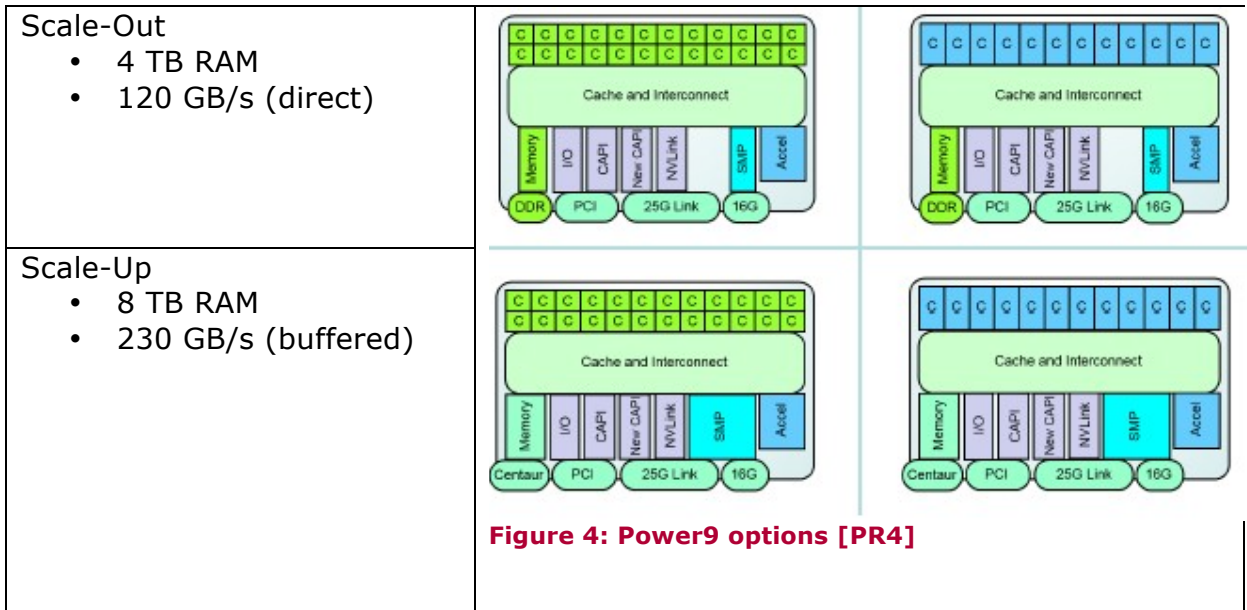 Scale-Out
• 4 TB RAM
• 120 GB/s (direct)
C C C C C C C C C C C C
C C C C C C C C C C C C
Cache and Interconnect
Memory
I/O
CAPI
New CAPI
NVLink
SMP
Accel
DDR
PCI
25G Link
16G
C C C C C C C C C C C C
Cache and Interconnect
Memory
I/O
CAPI
New CAPI
NVLink
SMP
Accel
DDR
PCI
25G Link
16G
Scale-Up
• 8 TB RAM
• 230 GB/s (buffered)
C C C C C C C C C C C C
C C C C C C C C C C C C
Cache and Interconnect
Memory
I/O
CAPI
New CAPI
NVLink
SMP
Accel
Centaur
PCI
25G Link
16G
C C C C C C C C C C C C
Cache and Interconnect
Memory
I/O
CAPI
New CAPI
NVLink
SMP
Accel
Centaur
PCI
25G Link
16G
Figure 4: Power9 options [PR4]